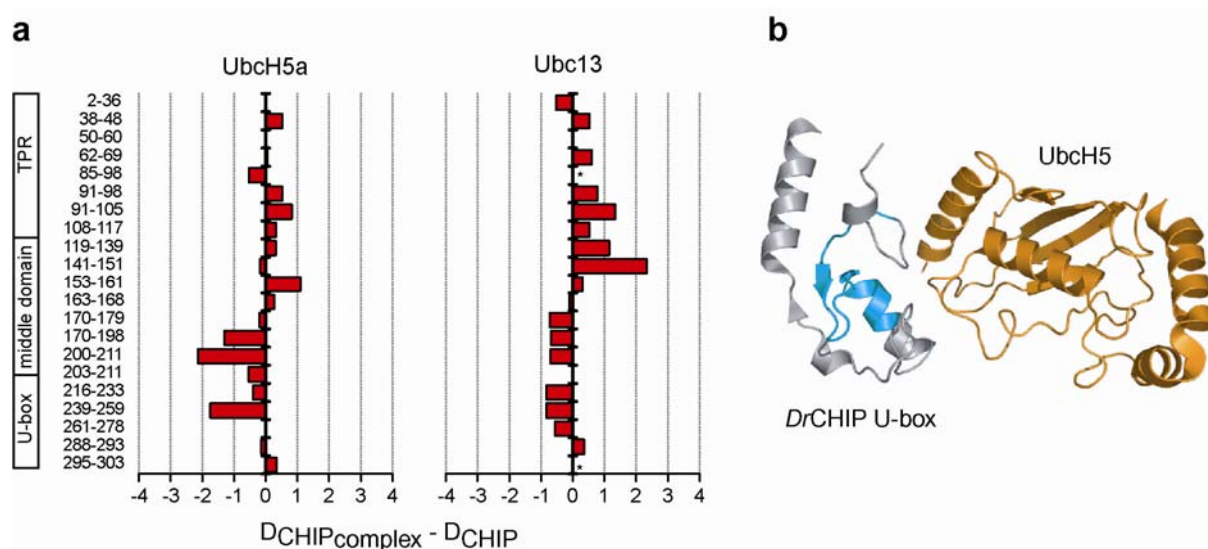 a
b
UbcH5a
Ubc13
TPR
middle domain
U-box
2-36
38-48
50-60
62-69
85-98
91-98
91-105
108-117
119-139
141-151
153-161
163-168
170-179
170-198
200-211
203-211
216-233
239-259
261-278
288-293
295-303
*
*
-4 -3 -2 -1 0 1 2 3 4
-4 -3 -2 -1 0 1 2 3 4
DCHIPcomplex - DCHIP
UbcH5
DrCHIP U-box